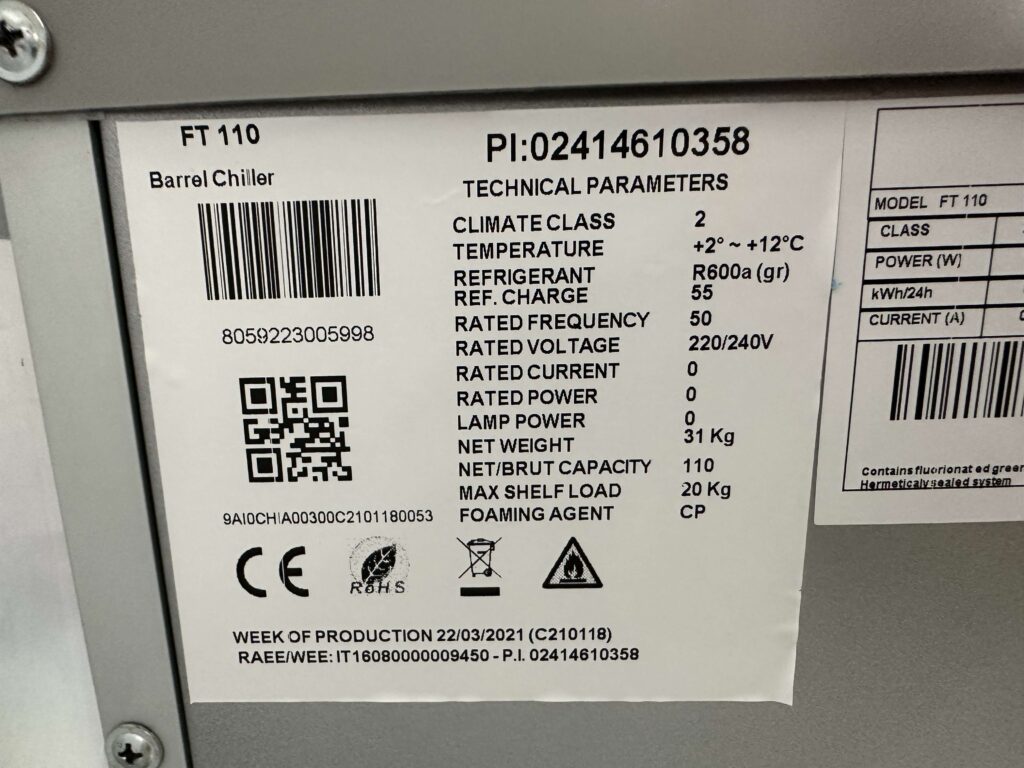 FT 110
Barrel Chiller
8059223005998
9AI0CHIA00300C2101180053
CE
RoHS
PI:02414610358
TECHNICAL PARAMETERS
CLIMATE CLASS 2
TEMPERATURE +2° ~ +12°C
REFRIGERANT R600a (gr)
REF. CHARGE 55
RATED FREQUENCY 50
RATED VOLTAGE 220/240V
RATED CURRENT 0
RATED POWER 0
LAMP POWER 0
NET WEIGHT 31 Kg
NET/BRUT CAPACITY 110
MAX SHELF LOAD 20 Kg
FOAMING AGENT CP
WEEK OF PRODUCTION 22/03/2021 (C210118)
RAEE/WEE: IT16080000009450 - P.I. 02414610358
MODEL FT 110
CLASS
POWER (W)
kWh/24h
CURRENT (A)
Contains fluorionated
Hermeticaly sealed system